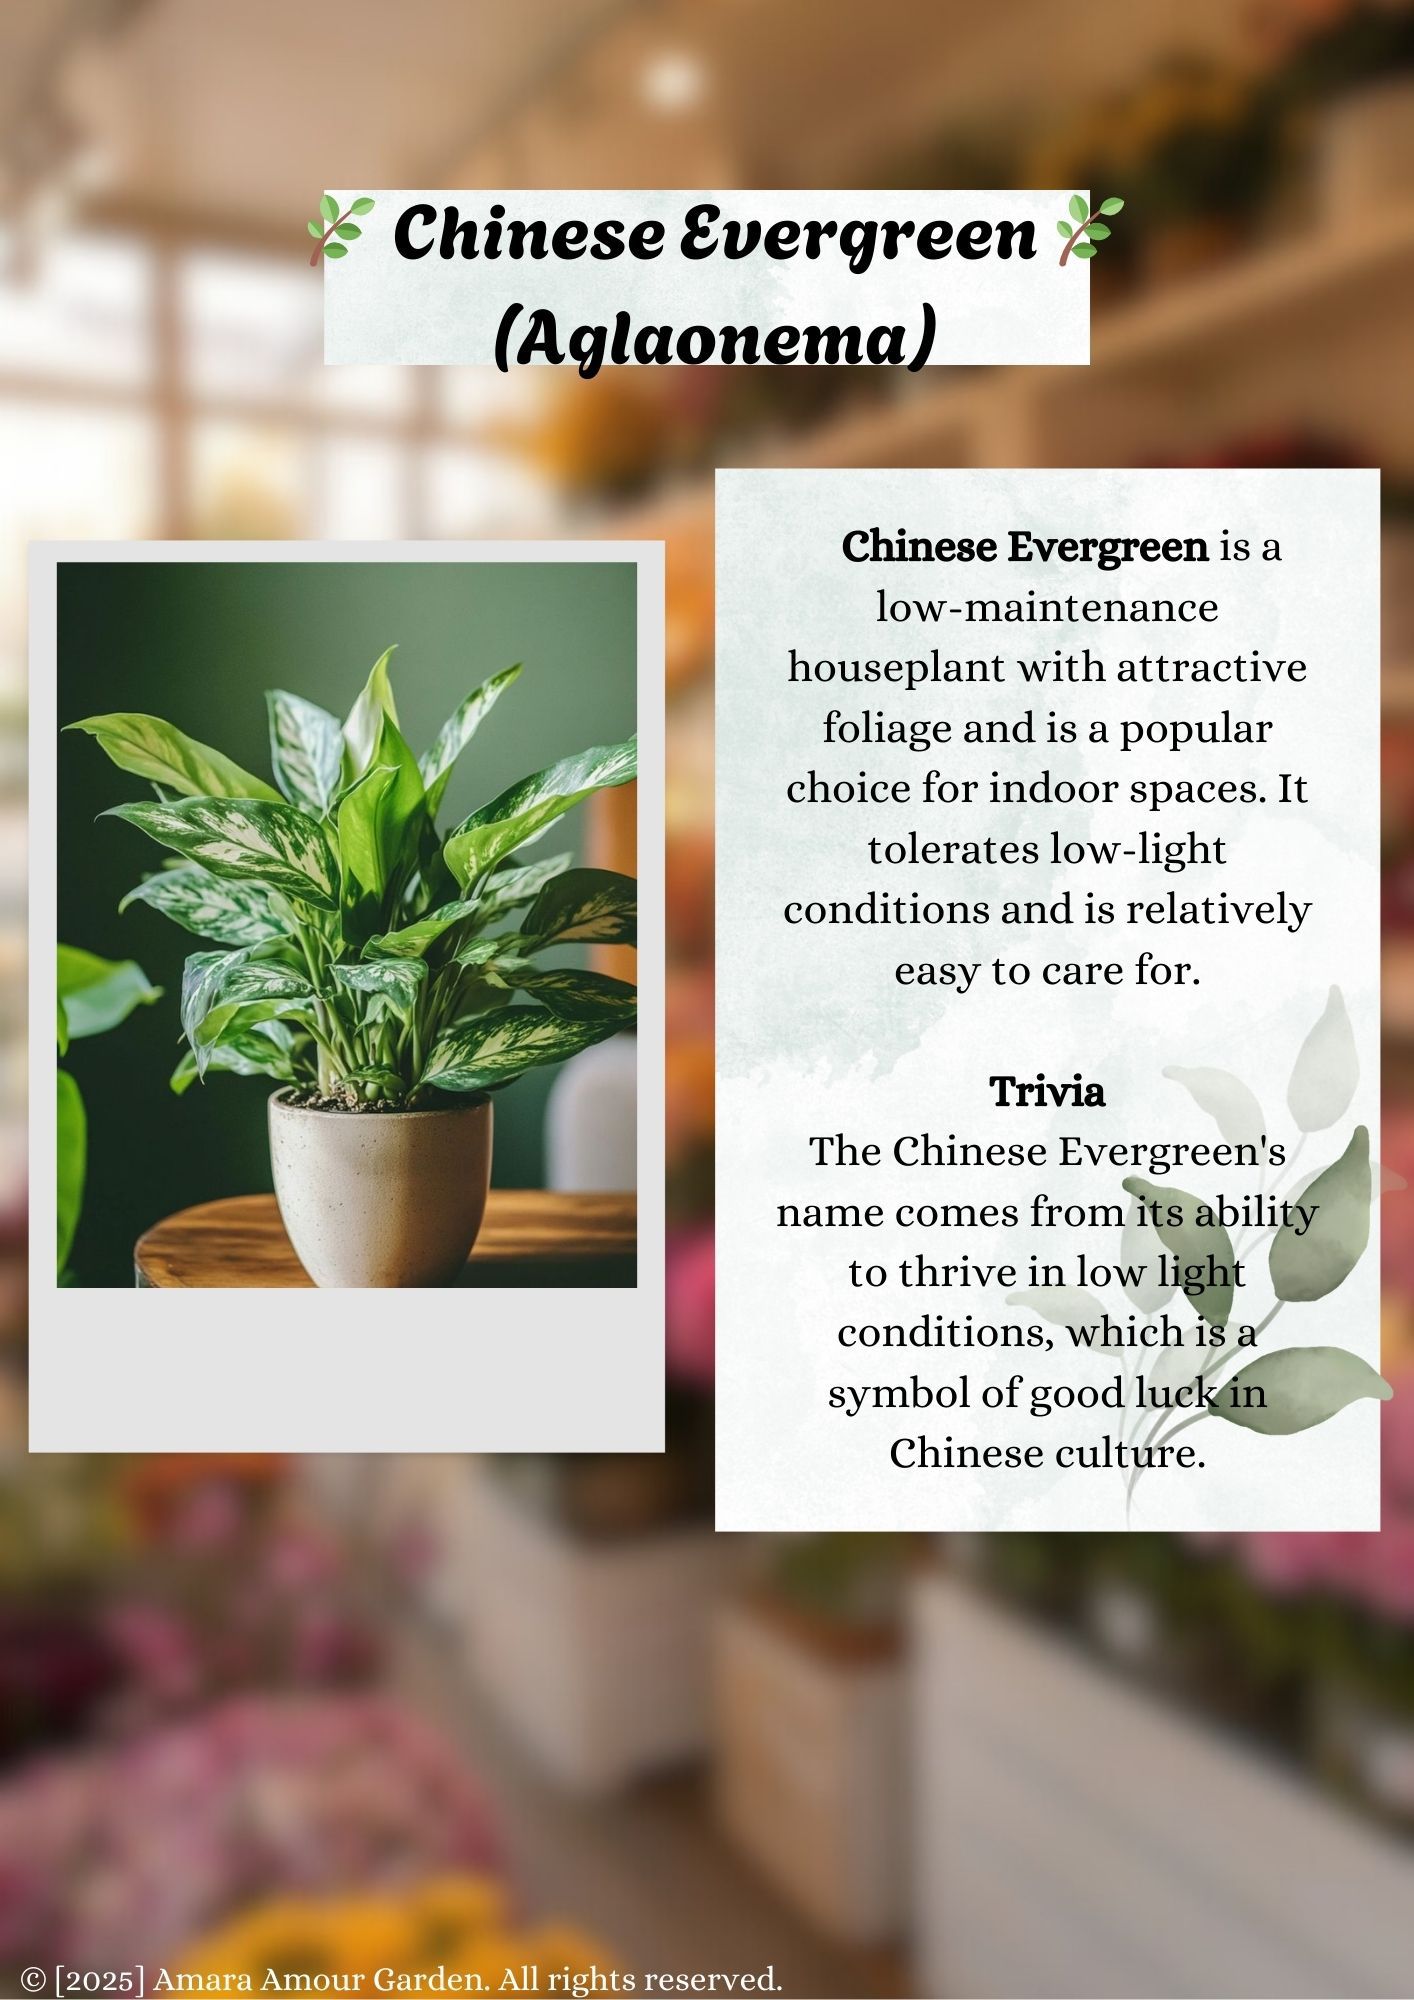 Chinese Evergreen
(Aglaonema)
Chinese Evergreen is a
low-maintenance
houseplant with attractive
foliage and is a popular
choice for indoor spaces. It
tolerates low-light
conditions and is relatively
easy to care for.
Trivia
The Chinese Evergreen's
name comes from its ability
to thrive in low light
conditions, which is a
symbol of good luck in
Chinese culture.
© [2025] Amara Amour Garden. All rights reserved.